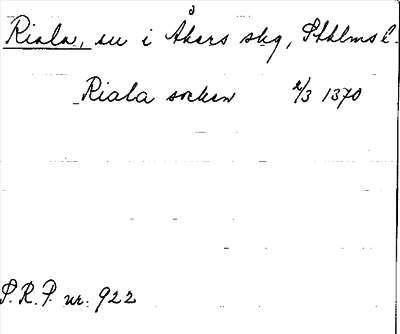 Riala, sn i Åkers skg, Sthlms l.
Riala socken 2/3 1370
S.R.P. nr: 922